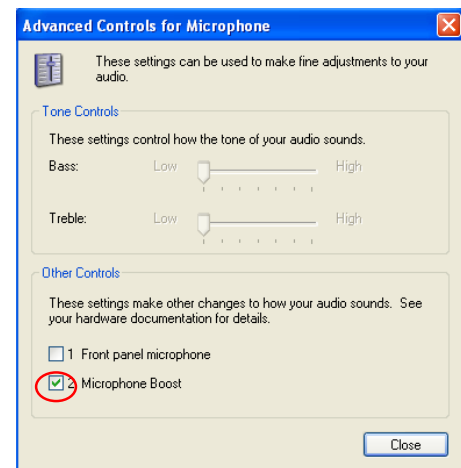 Advanced Controls for Microphone
These settings can be used to make fine adjustments to your
audio.
Tone Controls
These settings control how the tone of your audio sounds.
Bass: Low High
Treble: Low High
Other Controls
These settings make other changes to how your audio sounds. See
your hardware documentation for details.
1 Front panel microphone
2 Microphone Boost
Close